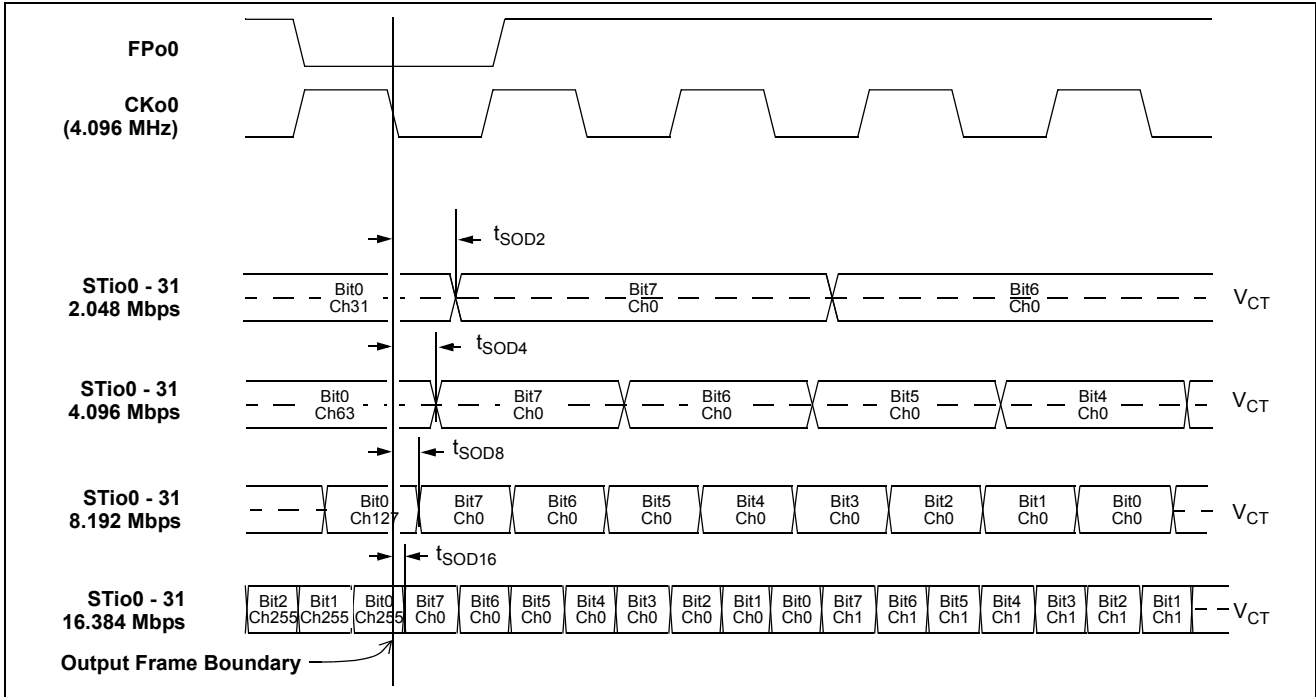 FPo0
CKo0
(4.096 MHz)
tSOD2
STio0 - 31
2.048 Mbps
Bit0
Ch31
Bit7
Ch0
Bit6
Ch0
VCT
tSOD4
STio0 - 31
4.096 Mbps
Bit0
Ch63
Bit7
Ch0
Bit6
Ch0
Bit5
Ch0
Bit4
Ch0
VCT
tSOD8
STio0 - 31
8.192 Mbps
Bit0
Ch127
Bit7
Ch0
Bit6
Ch0
Bit5
Ch0
Bit4
Ch0
Bit3
Ch0
Bit2
Ch0
Bit1
Ch0
Bit0
Ch0
VCT
tSOD16
STio0 - 31
16.384 Mbps
Bit2
Ch255
Bit1
Ch255
Bit0
Ch255
Bit7
Ch0
Bit6
Ch0
Bit5
Ch0
Bit4
Ch0
Bit3
Ch0
Bit2
Ch0
Bit1
Ch0
Bit0
Ch0
Bit7
Ch1
Bit6
Ch1
Bit5
Ch1
Bit4
Ch1
Bit3
Ch1
Bit2
Ch1
Bit1
Ch1
VCT
Output Frame Boundary